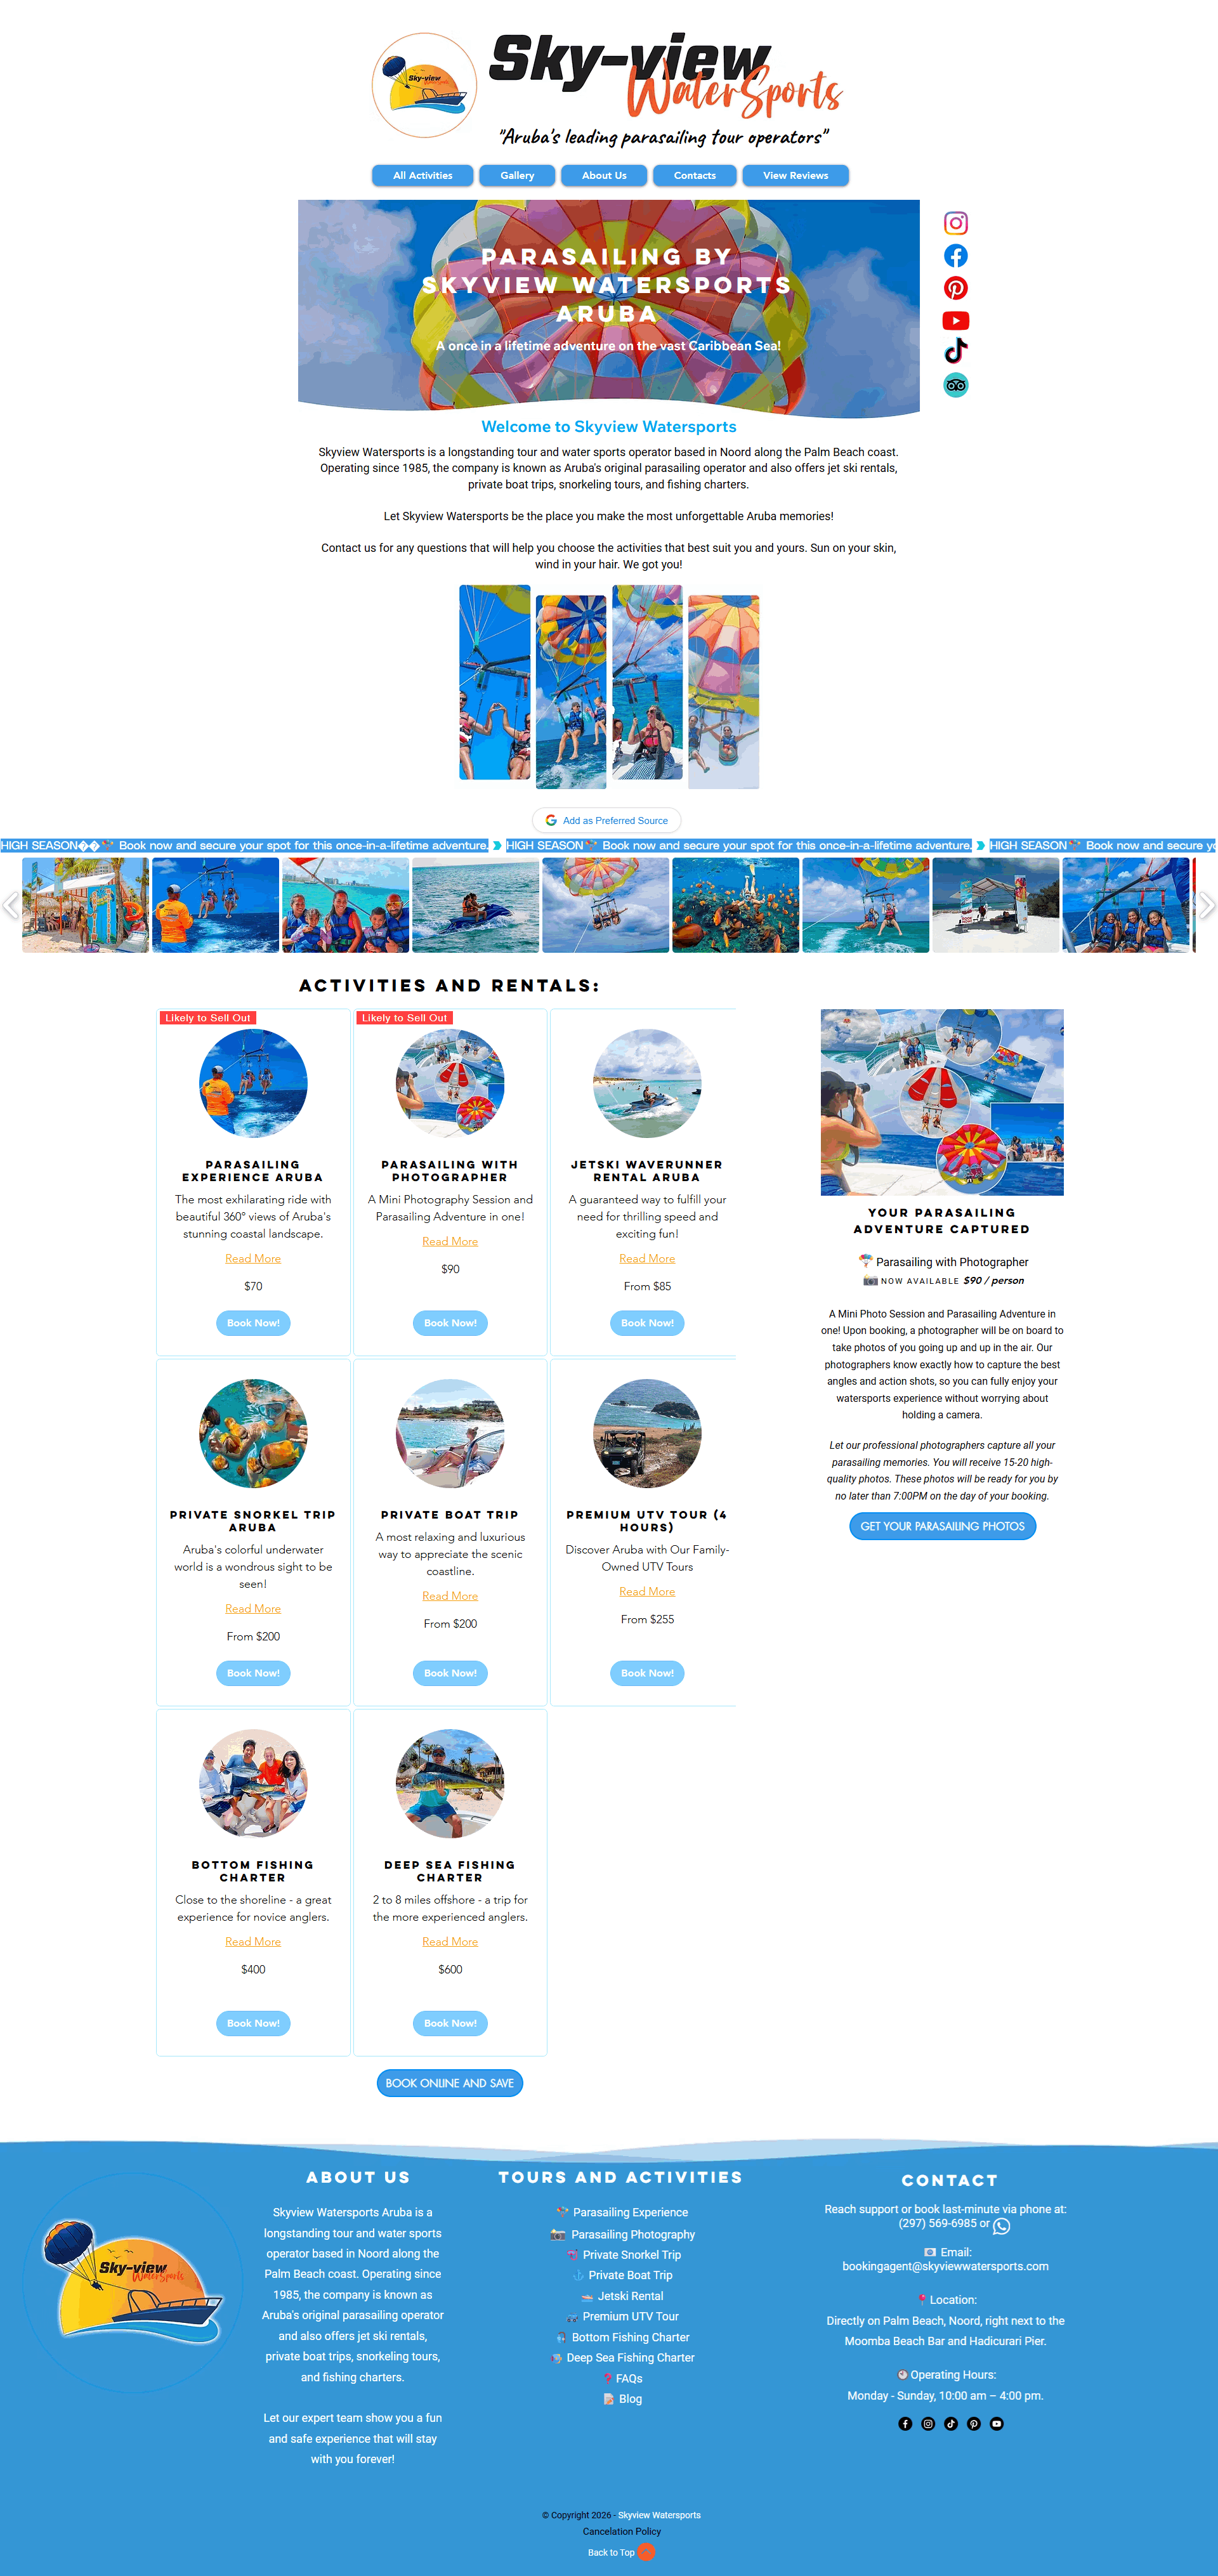 Sky-view
WaterSports
Sky-view
WaterSports
"Aruba's leading parasailing tour operators"
All Activities
Gallery
About Us
Contacts
View Reviews
PARASAILING BY
SKYVIEW WATERSPORTS
ARUBA
A once in a lifetime adventure on the vast Caribbean Sea!
Welcome to Skyview Watersports
Skyview Watersports is a longstanding tour and water sports operator based in Noord along the Palm Beach coast.
Operating since 1985, the company is known as Aruba's original parasailing operator and also offers jet ski rentals,
private boat trips, snorkeling tours, and fishing charters.
Let Skyview Watersports be the place you make the most unforgettable Aruba memories!
Contact us for any questions that will help you choose the activities that best suit you and yours. Sun on your skin,
wind in your hair. We got you!
Add as Preferred Source
HIGH SEASON�� Book now and secure your spot for this once-in-a-lifetime adventure. HIGH SEASON Book now and secure your spot for this once-in-a-lifetime adventure. HIGH SEASON Book now and secure yo
ACTIVITIES AND RENTALS:
Likely to Sell Out
PARASAILING
EXPERIENCE ARUBA
The most exhilarating ride with
beautiful 360° views of Aruba's
stunning coastal landscape.
Read More
$70
Book Now!
Likely to Sell Out
PARASAILING WITH
PHOTOGRAPHER
A Mini Photography Session and
Parasailing Adventure in one!
Read More
$90
Book Now!
JETSKI WAVERUNNER
RENTAL ARUBA
A guaranteed way to fulfill your
need for thrilling speed and
exciting fun!
Read More
From $85
Book Now!
PRIVATE SNORKEL TRIP
ARUBA
Aruba's colorful underwater
world is a wondrous sight to be
seen!
Read More
From $200
Book Now!
PRIVATE BOAT TRIP
A most relaxing and luxurious
way to appreciate the scenic
coastline.
Read More
From $200
Book Now!
PREMIUM UTV TOUR (4
HOURS)
Discover Aruba with Our Family-
Owned UTV Tours
Read More
From $255
Book Now!
BOTTOM FISHING
CHARTER
Close to the shoreline - a great
experience for novice anglers.
Read More
$400
Book Now!
DEEP SEA FISHING
CHARTER
2 to 8 miles offshore - a trip for
the more experienced anglers.
Read More
$600
Book Now!
BOOK ONLINE AND SAVE
YOUR PARASAILING
ADVENTURE CAPTURED
Parasailing with Photographer
NOW AVAILABLE $90 / person
A Mini Photo Session and Parasailing Adventure in
one! Upon booking, a photographer will be on board to
take photos of you going up and up in the air. Our
photographers know exactly how to capture the best
angles and action shots, so you can fully enjoy your
watersports experience without worrying about
holding a camera.
Let our professional photographers capture all your
parasailing memories. You will receive 15-20 high-
quality photos. These photos will be ready for you by
no later than 7:00PM on the day of your booking.
GET YOUR PARASAILING PHOTOS
Sky-view
WaterSports
ABOUT US
Skyview Watersports Aruba is a
longstanding tour and water sports
operator based in Noord along the
Palm Beach coast. Operating since
1985, the company is known as
Aruba's original parasailing operator
and also offers jet ski rentals,
private boat trips, snorkeling tours,
and fishing charters.
Let our expert team show you a fun
and safe experience that will stay
with you forever!
TOURS AND ACTIVITIES
Parasailing Experience
Parasailing Photography
Private Snorkel Trip
Private Boat Trip
Jetski Rental
Premium UTV Tour
Bottom Fishing Charter
Deep Sea Fishing Charter
FAQs
Blog
CONTACT
Reach support or book last-minute via phone at:
(297) 569-6985 or
Email:
bookingagent@skyviewwatersports.com
Location:
Directly on Palm Beach, Noord, right next to the
Moomba Beach Bar and Hadicurari Pier.
Operating Hours:
Monday - Sunday, 10:00 am – 4:00 pm.
© Copyright 2026 - Skyview Watersports
Cancelation Policy
Back to Top